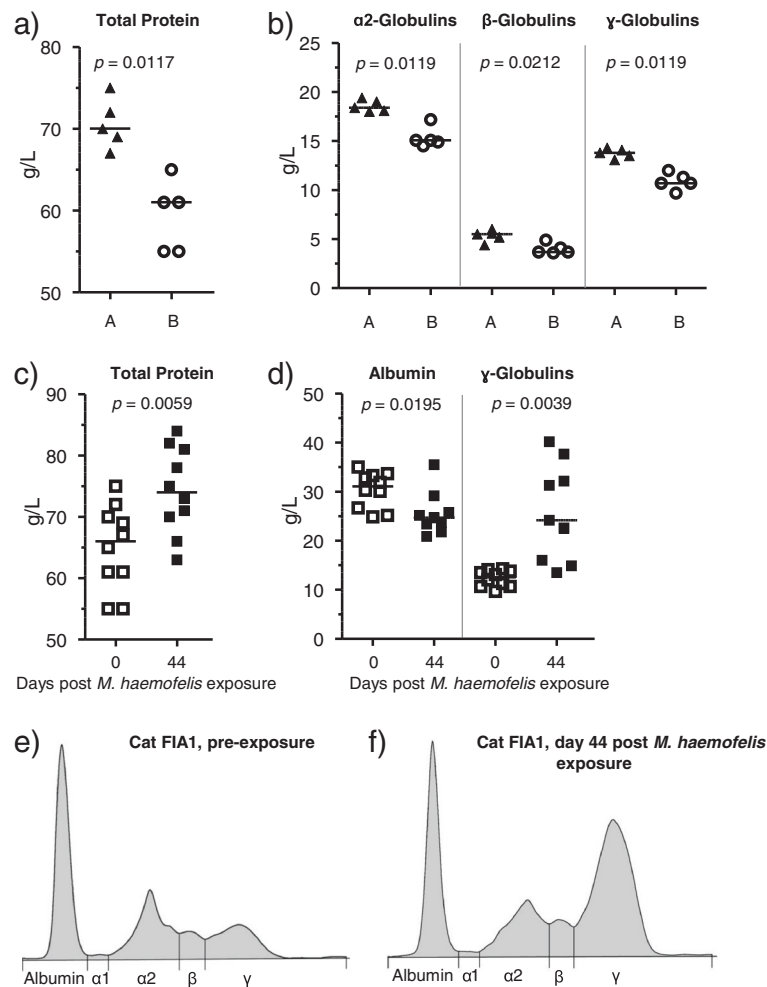 a) Total Protein
p = 0.0117
80
70
60
50
g/L
A B
b) α2-Globulins β-Globulins ɣ-Globulins
p = 0.0119 p = 0.0212 p = 0.0119
25
20
15
10
5
0
g/L
A B A B A B
c) Total Protein
p = 0.0059
90
80
70
60
50
g/L
0 44
Days post M. haemofelis exposure
d) Albumin ɣ-Globulins
p = 0.0195 p = 0.0039
50
40
30
20
10
0
g/L
0 44 0 44
Days post M. haemofelis exposure
e) Cat FIA1, pre-exposure
Albumin α1 α2 β γ
f) Cat FIA1, day 44 post M. haemofelis
exposure
Albumin α1 α2 β γ